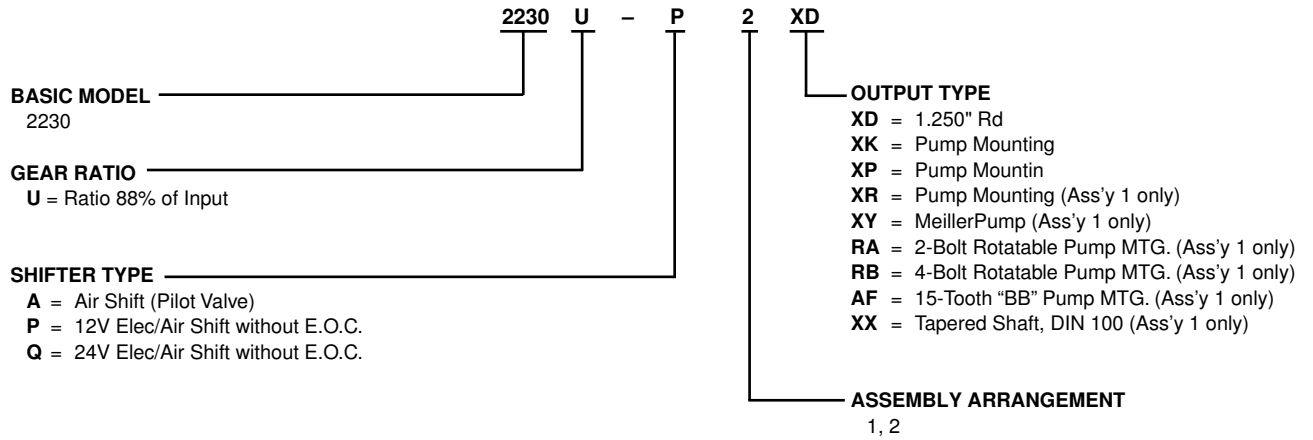 2230 U – P 2 XD
BASIC MODEL
2230
GEAR RATIO
U = Ratio 88% of Input
SHIFTER TYPE
A = Air Shift (Pilot Valve)
P = 12V Elec/Air Shift without E.O.C.
Q = 24V Elec/Air Shift without E.O.C.
OUTPUT TYPE
XD = 1.250" Rd
XK = Pump Mounting
XP = Pump Mountin
XR = Pump Mounting (Ass'y 1 only)
XY = MeillerPump (Ass'y 1 only)
RA = 2-Bolt Rotatable Pump MTG. (Ass'y 1 only)
RB = 4-Bolt Rotatable Pump MTG. (Ass'y 1 only)
AF = 15-Tooth “BB” Pump MTG. (Ass'y 1 only)
XX = Tapered Shaft, DIN 100 (Ass'y 1 only)
ASSEMBLY ARRANGEMENT
1, 2